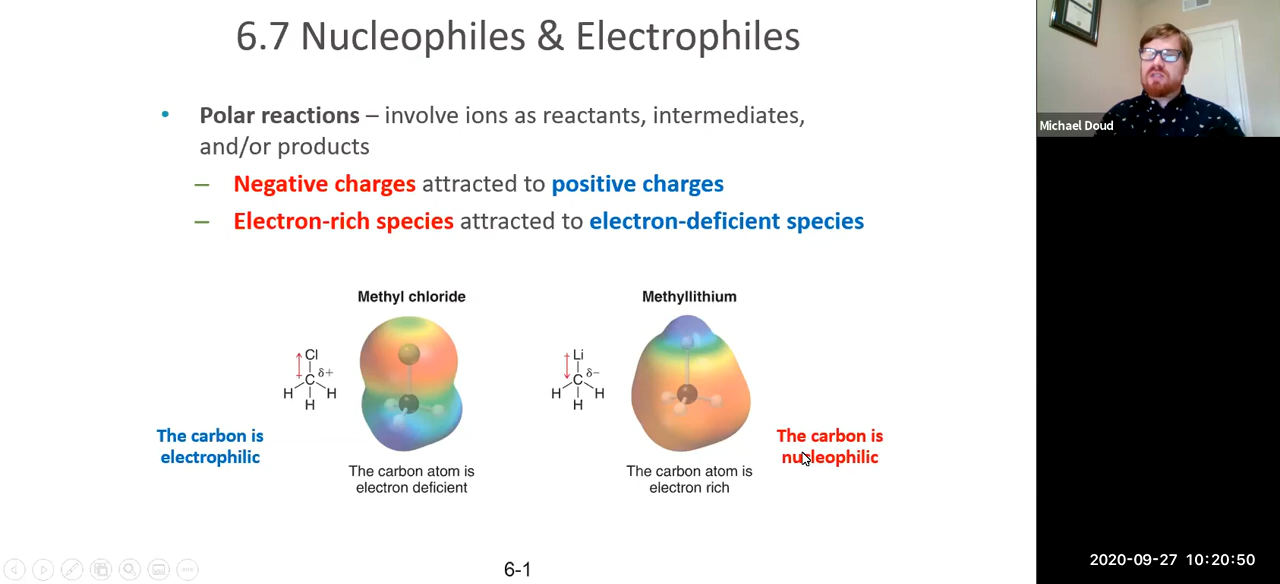 6.7 Nucleophiles & Electrophiles
• Polar reactions – involve ions as reactants, intermediates,
and/or products
– Negative charges attracted to positive charges
– Electron-rich species attracted to electron-deficient species
Methyl chloride
Cl
C δ+
H H
H
The carbon is
electrophilic
The carbon atom is
electron deficient
Methyllithium
Li
C δ−
H H
H
The carbon atom is
electron rich
The carbon is
nucleophilic
6-1
Michael Doud
2020-09-27 10:20:50